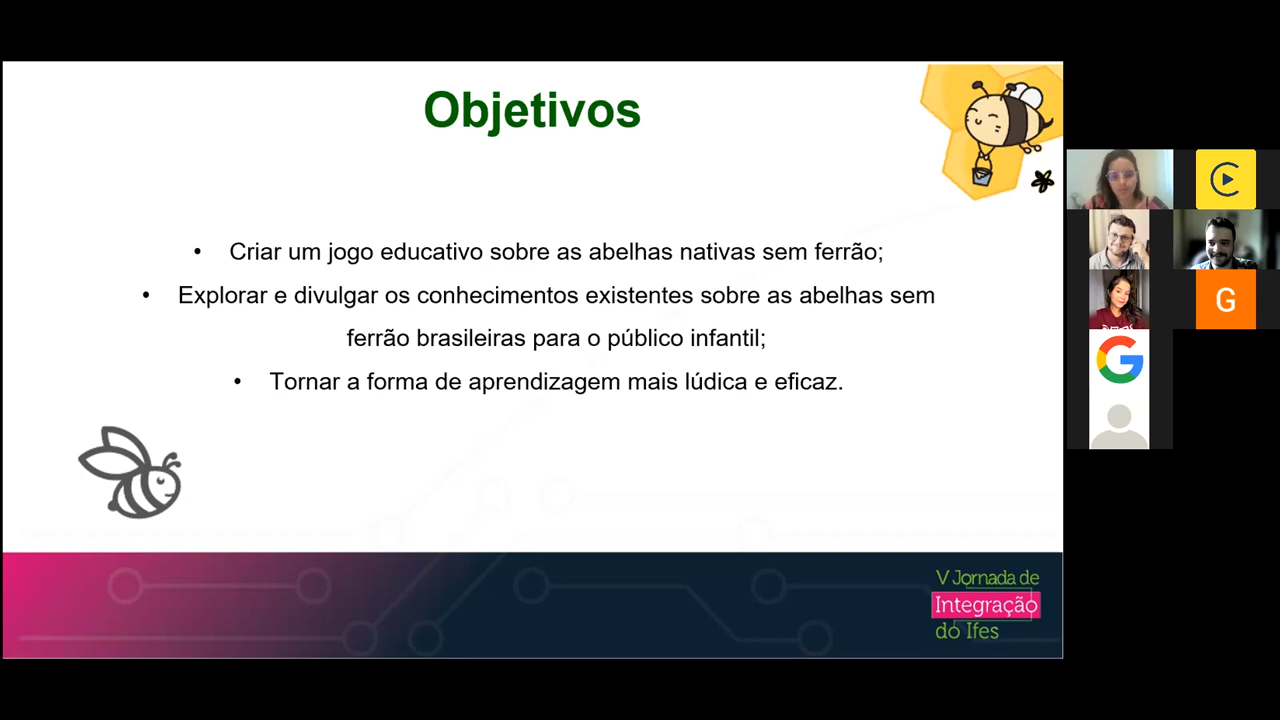 Objetivos
• Criar um jogo educativo sobre as abelhas nativas sem ferrão;
• Explorar e divulgar os conhecimentos existentes sobre as abelhas sem
ferrão brasileiras para o público infantil;
• Tornar a forma de aprendizagem mais lúdica e eficaz.
V Jornada de
Integração
do Ifes
G